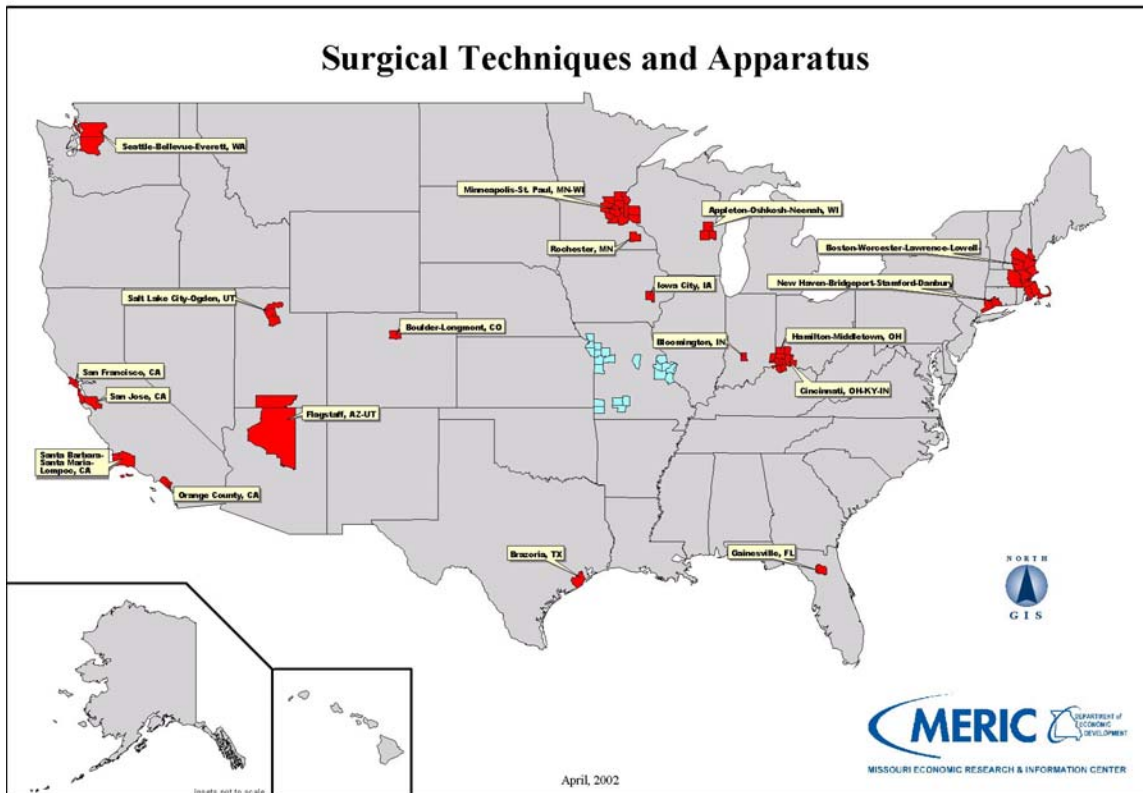 Surgical Techniques and Apparatus
Seattle-Bellevue-Everett, WA
Minneapolis-St. Paul, MN-WI
Appleton-Oshkosh-Neenah, WI
Rochester, MN
Boston-Worcester-Lawrence-Lowell
New Haven-Bridgeport-Stamford-Danbury
Iowa City, IA
Salt Lake City-Ogden, UT
Boulder-Longmont, CO
Bloomington, IN
Hamilton-Middletown, OH
Cincinnati, OH-KY-IN
San Francisco, CA
San Jose, CA
Flagstaff, AZ-UT
Santa Barbara-
Santa Maria-
Lompoc, CA
Orange County, CA
Brazoria, TX
Gainesville, FL
NORTH
GIS
MERIC
DEPARTMENT of
ECONOMIC
DEVELOPMENT
MISSOURI ECONOMIC RESEARCH & INFORMATION CENTER
April, 2002
Insets not to scale